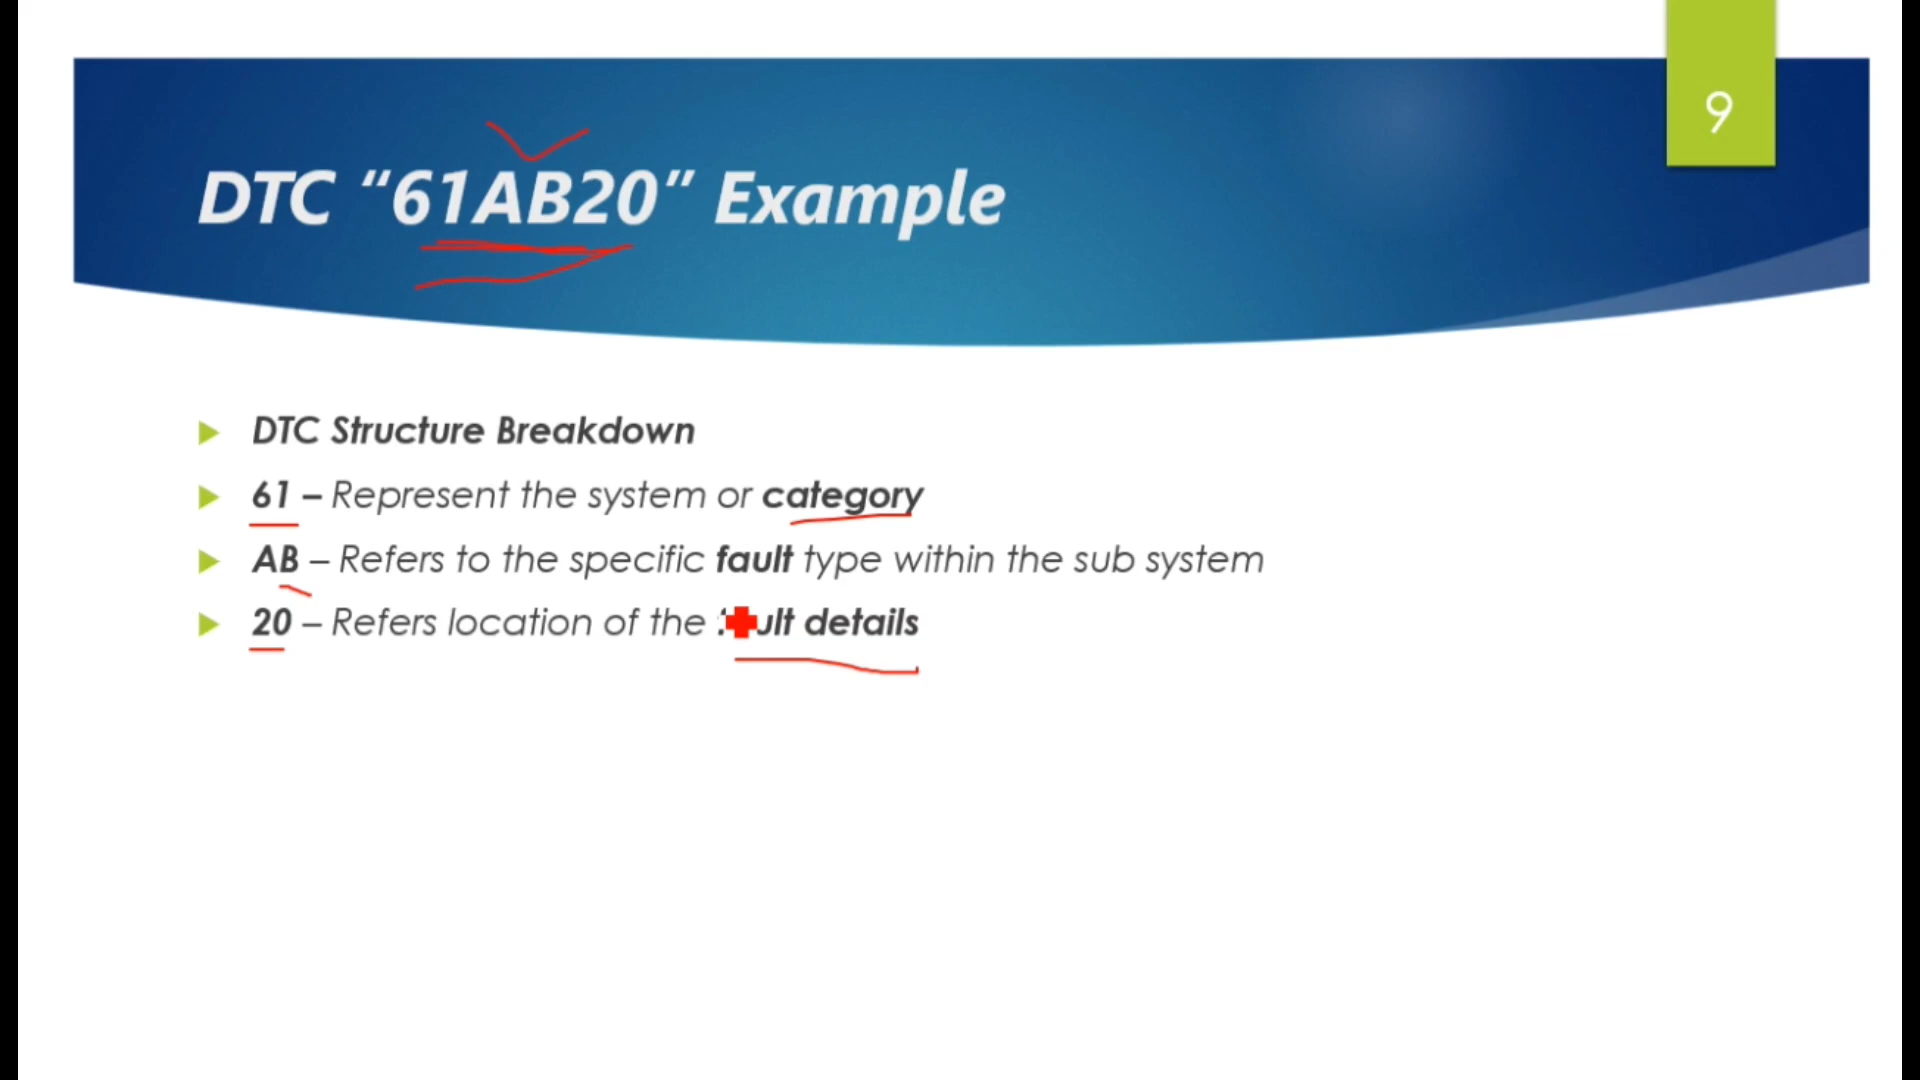 9
DTC “61AB20” Example
DTC Structure Breakdown
61 – Represent the system or category
AB – Refers to the specific fault type within the sub system
20 – Refers location of the details